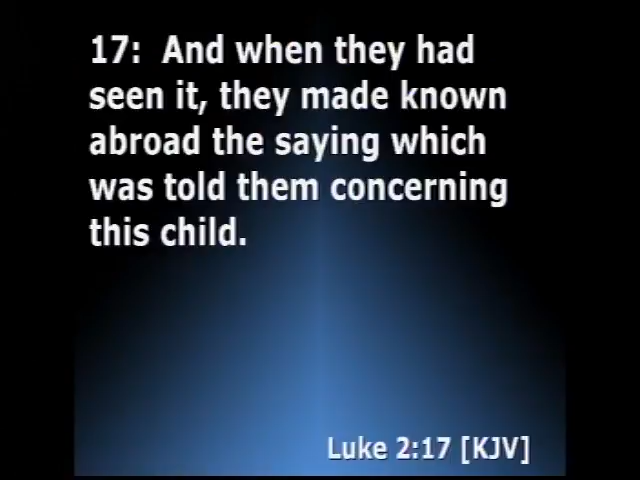 17:  And when they had
seen it, they made known
abroad the saying which
was told them concerning
this child.
Luke 2:17 [KJV]